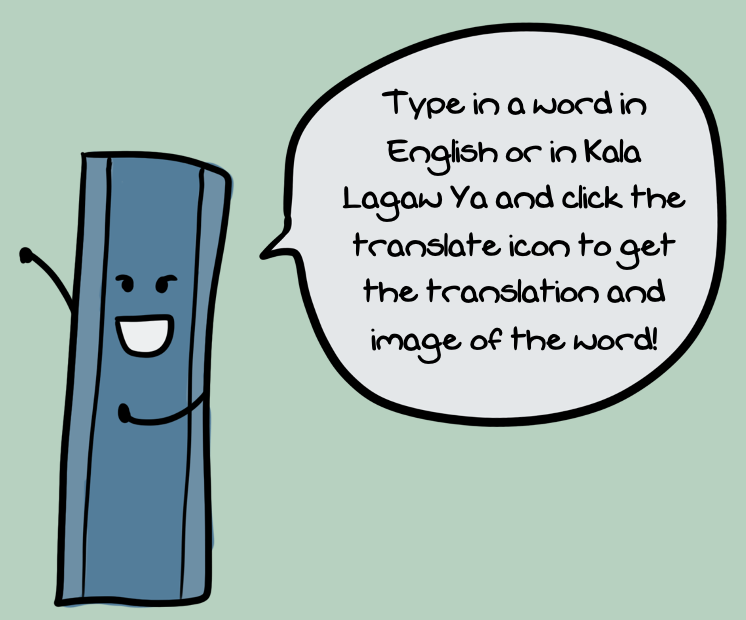 Type in a word in
English or in Kala
Lagaw Ya and click the
translate icon to get
the translation and
image of the word!